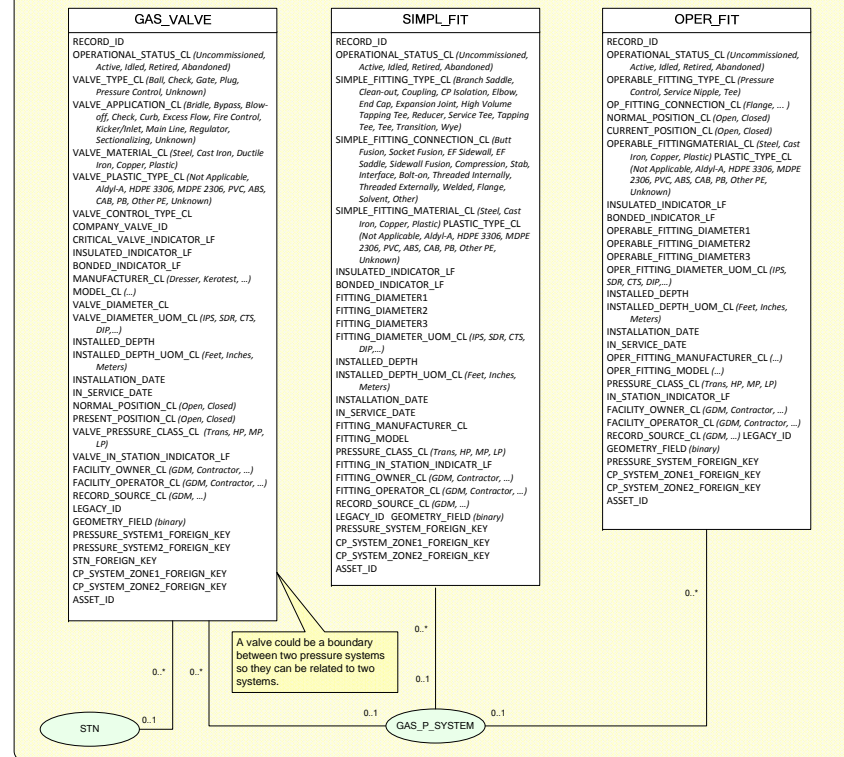 GAS_VALVE
RECORD_ID
OPERATIONAL_STATUS_CL (Uncommissioned,
Active, Idled, Retired, Abandoned)
VALVE_TYPE_CL (Ball, Check, Gate, Plug,
Pressure Control, Unknown)
VALVE_APPLICATION_CL (Bridle, Bypass, Blow-
off, Check, Curb, Excess Flow, Fire Control,
Kicker/Inlet, Main Line, Regulator,
Sectionalizing, Unknown)
VALVE_MATERIAL_CL (Steel, Cast Iron, Ductile
Iron, Copper, Plastic)
VALVE_PLASTIC_TYPE_CL (Not Applicable,
Aldyl-A, HDPE 3306, MDPE 2306, PVC, ABS,
CAB, PB, Other PE, Unknown)
VALVE_CONTROL_TYPE_CL
COMPANY_VALVE_ID
CRITICAL_VALVE_INDICATOR_LF
INSULATED_INDICATOR_LF
BONDED_INDICATOR_LF
MANUFACTURER_CL (Dresser, Kerotest, ...)
MODEL_CL (...)
VALVE_DIAMETER_CL
VALVE_DIAMETER_UOM_CL (IPS, SDR, CTS,
DIP,...)
INSTALLED_DEPTH
INSTALLED_DEPTH_UOM_CL (Feet, Inches,
Meters)
INSTALLATION_DATE
IN_SERVICE_DATE
NORMAL_POSITION_CL (Open, Closed)
PRESENT_POSITION_CL (Open, Closed)
VALVE_PRESSURE_CLASS_CL (Trans, HP, MP,
LP)
VALVE_IN_STATION_INDICATOR_LF
FACILITY_OWNER_CL (GDM, Contractor, ...)
FACILITY_OPERATOR_CL (GDM, Contractor, ...)
RECORD_SOURCE_CL (GDM, ...)
LEGACY_ID
GEOMETRY_FIELD (binary)
PRESSURE_SYSTEM1_FOREIGN_KEY
PRESSURE_SYSTEM2_FOREIGN_KEY
STN_FOREIGN_KEY
CP_SYSTEM_ZONE1_FOREIGN_KEY
CP_SYSTEM_ZONE2_FOREIGN_KEY
ASSET_ID
SIMPL_FIT
RECORD_ID
OPERATIONAL_STATUS_CL (Uncommissioned,
Active, Idled, Retired, Abandoned)
SIMPLE_FITTING_TYPE_CL (Branch Saddle,
Clean-out, Coupling, CP Isolation, Elbow,
End Cap, Expansion Joint, High Volume
Tapping Tee, Reducer, Service Tee, Tapping
Tee, Tee, Transition, Wye)
SIMPLE_FITTING_CONNECTION_CL (Butt
Fusion, Socket Fusion, EF Sidewall, EF
Saddle, Sidewall Fusion, Compression, Stab,
Interface, Bolt-on, Threaded Internally,
Threaded Externally, Welded, Flange,
Solvent, Other)
SIMPLE_FITTING_MATERIAL_CL (Steel, Cast
Iron, Copper, Plastic) PLASTIC_TYPE_CL
(Not Applicable, Aldyl-A, HDPE 3306, MDPE
2306, PVC, ABS, CAB, PB, Other PE,
Unknown)
INSULATED_INDICATOR_LF
BONDED_INDICATOR_LF
FITTING_DIAMETER1
FITTING_DIAMETER2
FITTING_DIAMETER3
FITTING_DIAMETER_UOM_CL (IPS, SDR, CTS,
DIP,...)
INSTALLED_DEPTH
INSTALLED_DEPTH_UOM_CL (Feet, Inches,
Meters)
INSTALLATION_DATE
IN_SERVICE_DATE
FITTING_MANUFACTURER_CL
FITTING_MODEL
PRESSURE_CLASS_CL (Trans, HP, MP, LP)
FITTING_IN_STATION_INDICATR_LF
FITTING_OWNER_CL (GDM, Contractor, ...)
FITTING_OPERATOR_CL (GDM, Contractor, ...)
RECORD_SOURCE_CL (GDM, ...)
LEGACY_ID GEOMETRY_FIELD (binary)
PRESSURE_SYSTEM_FOREIGN_KEY
CP_SYSTEM_ZONE1_FOREIGN_KEY
CP_SYSTEM_ZONE2_FOREIGN_KEY
ASSET_ID
OPER_FIT
RECORD_ID
OPERATIONAL_STATUS_CL (Uncommissioned,
Active, Idled, Retired, Abandoned)
OPERABLE_FITTING_TYPE_CL (Pressure
Control, Service Nipple, Tee)
OP_FITTING_CONNECTION_CL (Flange, ... )
NORMAL_POSITION_CL (Open, Closed)
CURRENT_POSITION_CL (Open, Closed)
OPERABLE_FITTINGMATERIAL_CL (Steel, Cast
Iron, Copper, Plastic) PLASTIC_TYPE_CL
(Not Applicable, Aldyl-A, HDPE 3306, MDPE
2306, PVC, ABS, CAB, PB, Other PE,
Unknown)
INSULATED_INDICATOR_LF
BONDED_INDICATOR_LF
OPERABLE_FITTING_DIAMETER1
OPERABLE_FITTING_DIAMETER2
OPERABLE_FITTING_DIAMETER3
OPER_FITTING_DIAMETER_UOM_CL (IPS,
SDR, CTS, DIP,...)
INSTALLED_DEPTH
INSTALLED_DEPTH_UOM_CL (Feet, Inches,
Meters)
INSTALLATION_DATE
IN_SERVICE_DATE
OPER_FITTING_MANUFACTURER_CL (...)
OPER_FITTING_MODEL (...)
PRESSURE_CLASS_CL (Trans, HP, MP, LP)
IN_STATION_INDICATOR_LF
FACILITY_OWNER_CL (GDM, Contractor, ...)
FACILITY_OPERATOR_CL (GDM, Contractor, ...)
RECORD_SOURCE_CL (GDM, ...) LEGACY_ID
GEOMETRY_FIELD (binary)
PRESSURE_SYSTEM_FOREIGN_KEY
CP_SYSTEM_ZONE1_FOREIGN_KEY
CP_SYSTEM_ZONE2_FOREIGN_KEY
ASSET_ID
0..*
0..*
A valve could be a boundary
between two pressure systems
so they can be related to two
systems.
0..*
0..*
0..1
0..1
0..1
0..1
STN
GAS_P_SYSTEM